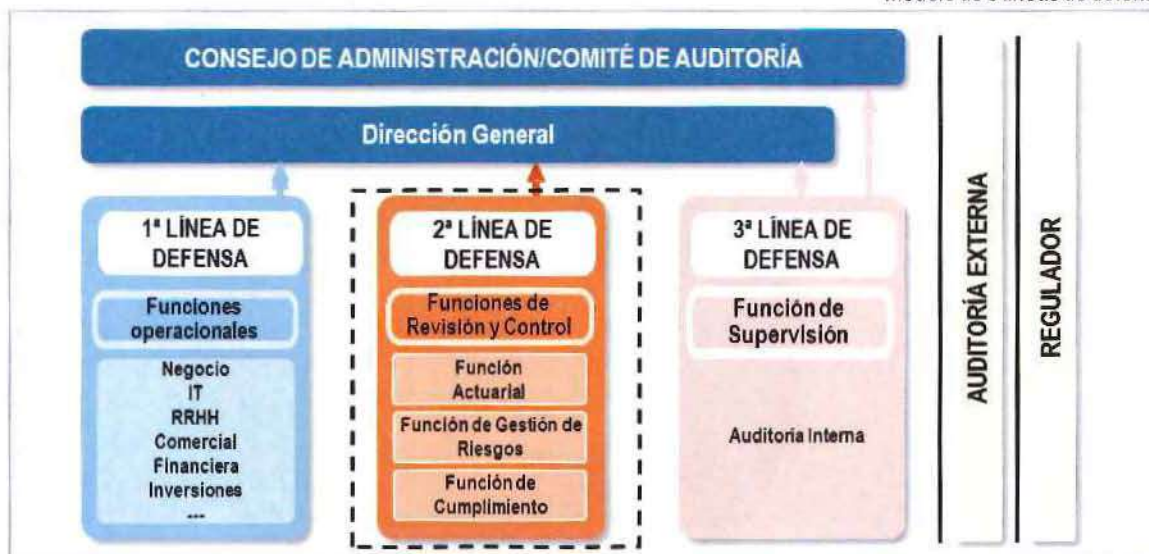 CONSEJO DE ADMINISTRACIÓN/COMITÉ DE AUDITORÍA
Dirección General
1ª LÍNEA DE
DEFENSA
Funciones
operacionales
Negocio
IT
RRHH
Comercial
Financiera
Inversiones
...
2ª LÍNEA DE
DEFENSA
Funciones de
Revisión y Control
Función
Actuarial
Función de Gestión de
Riesgos
Función de
Cumplimiento
3ª LÍNEA DE
DEFENSA
Función de
Supervisión
Auditoría Interna
AUDITORÍA EXTERNA
REGULADOR